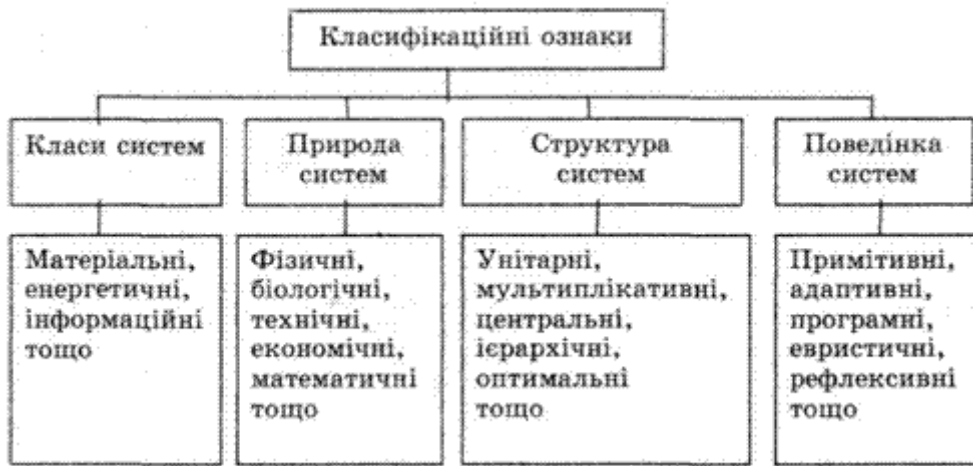 Класифікаційні ознаки
Класи систем
Природа
систем
Структура
систем
Поведінка
систем
Матеріальні,
енергетичні,
інформаційні
тощо
Фізичні,
біологічні,
технічні,
економічні,
математичні
тощо
Унітарні,
мультиплікативні,
центральні,
ієрархічні,
оптимальні
тощо
Примітивні,
адаптивні,
програмні,
евристичні,
рефлексивні
тощо